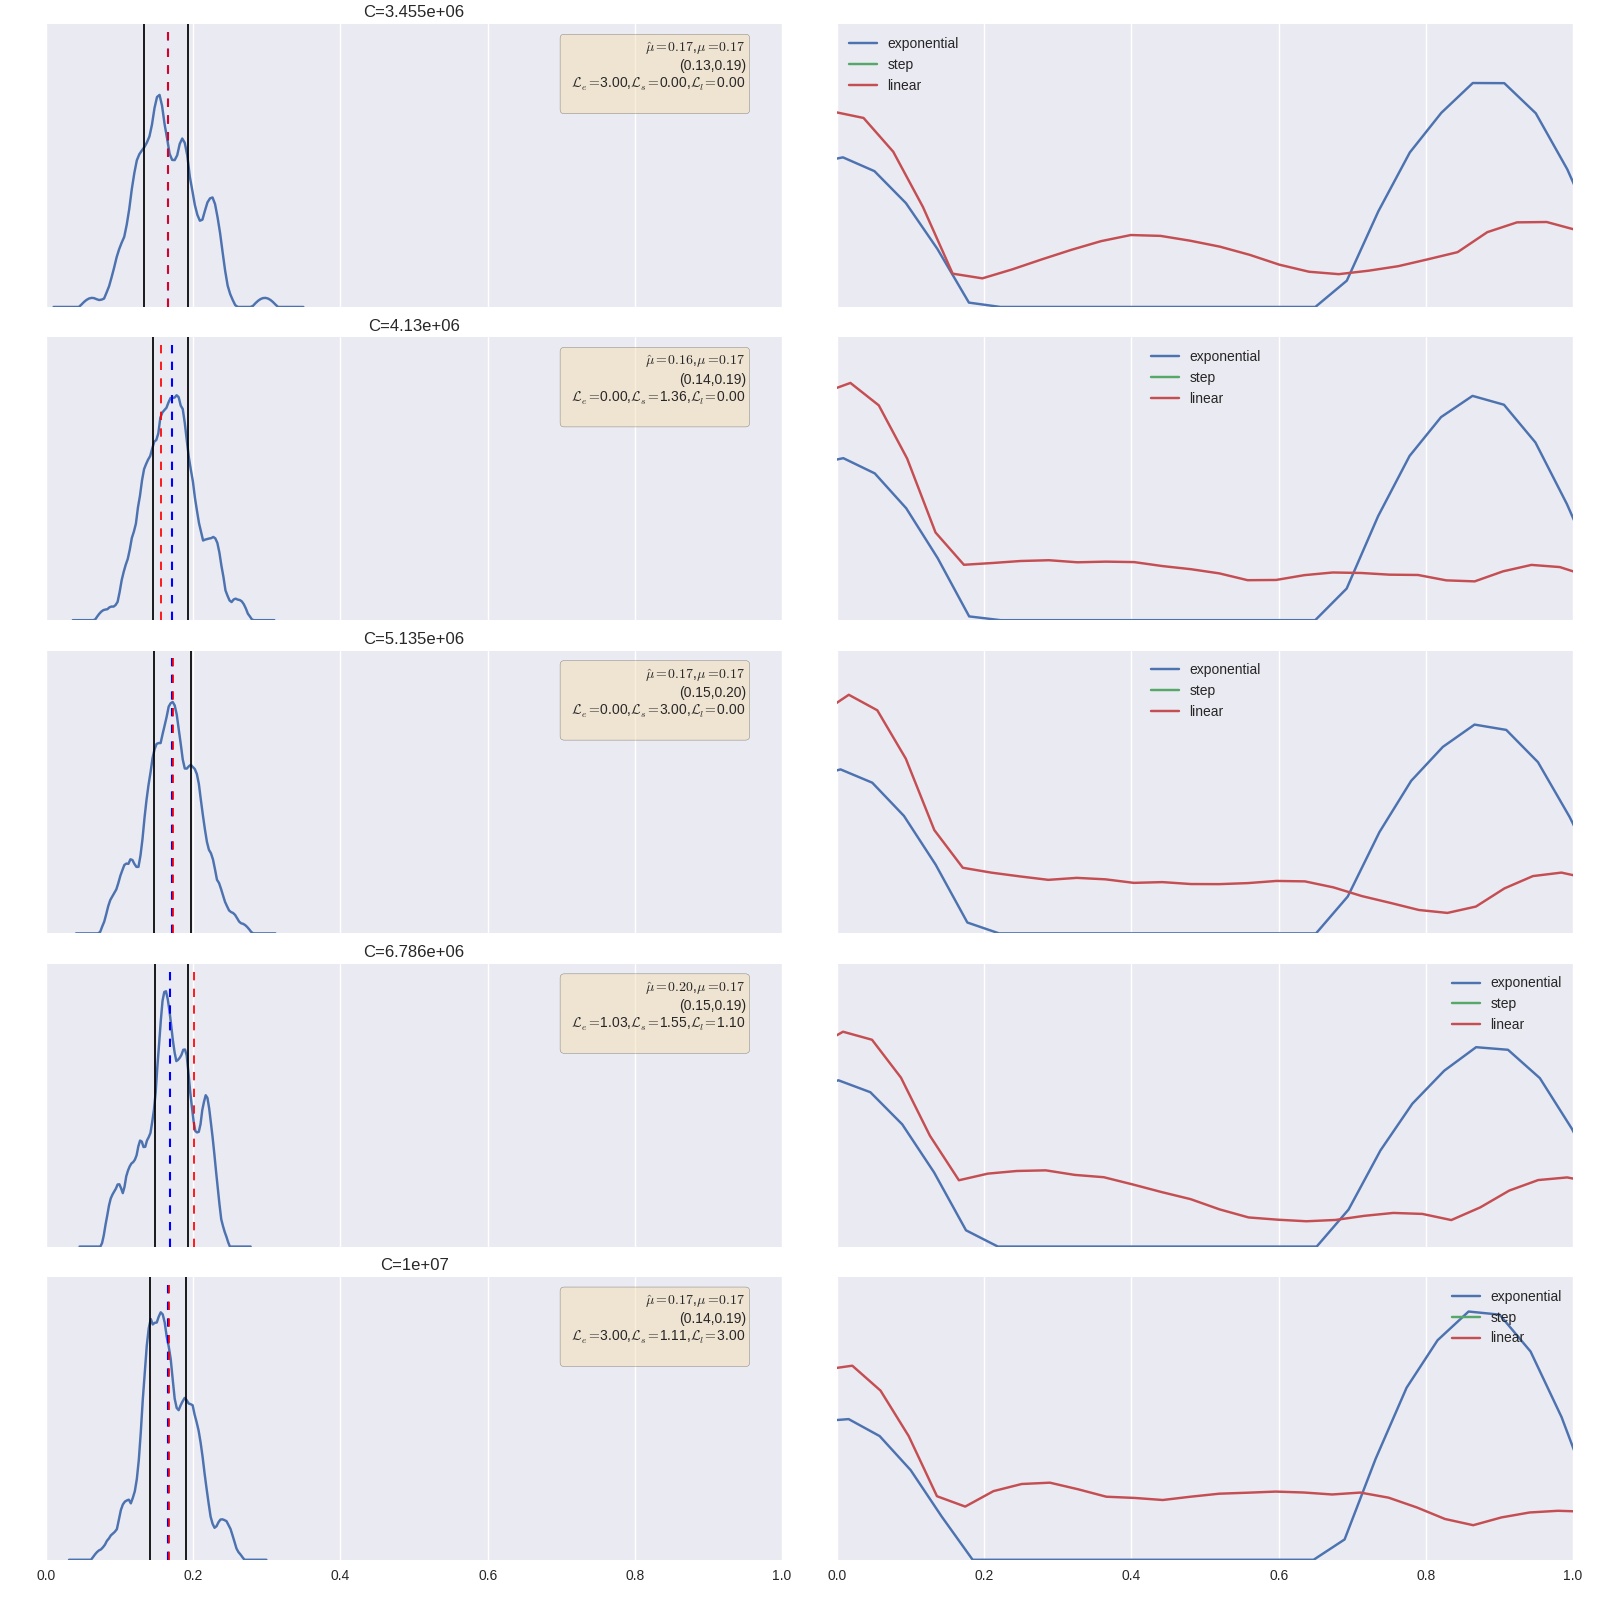 C=3.455e+06
μ̂=0.17,μ=0.17
(0.13,0.19)
ℒₑ=3.00,ℒₛ=0.00,ℒₗ=0.00
exponential
step
linear
C=4.13e+06
μ̂=0.16,μ=0.17
(0.14,0.19)
ℒₑ=0.00,ℒₛ=1.36,ℒₗ=0.00
exponential
step
linear
C=5.135e+06
μ̂=0.17,μ=0.17
(0.15,0.20)
ℒₑ=0.00,ℒₛ=3.00,ℒₗ=0.00
exponential
step
linear
C=6.786e+06
μ̂=0.20,μ=0.17
(0.15,0.19)
ℒₑ=1.03,ℒₛ=1.55,ℒₗ=1.10
exponential
step
linear
C=1e+07
μ̂=0.17,μ=0.17
(0.14,0.19)
ℒₑ=3.00,ℒₛ=1.11,ℒₗ=3.00
exponential
step
linear
0.0 0.2 0.4 0.6 0.8 1.0
0.0 0.2 0.4 0.6 0.8 1.0